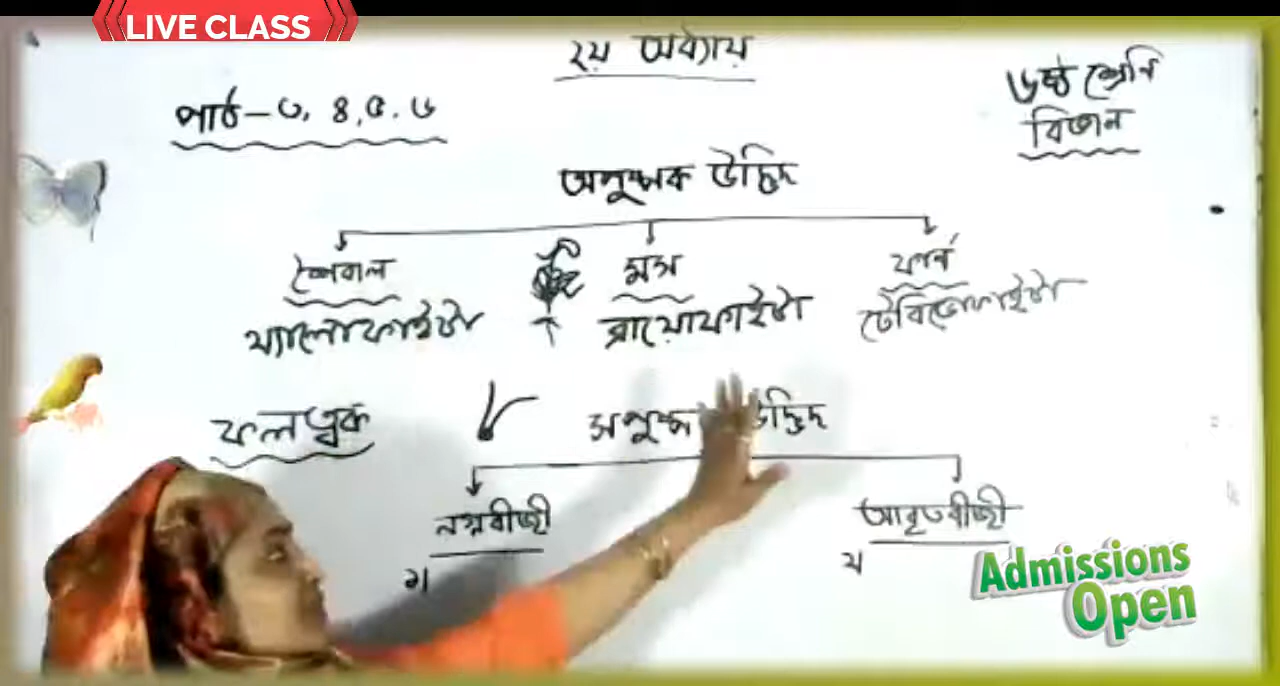 LIVE CLASS
২য় অধ্যায়
৬ষ্ঠ শ্রেনি
বিজ্ঞান
পাঠ-৩, ৪, ৫, ৬
অপুষ্পক উদ্ভিদ
শৈবাল মস ফার্ন
থ্যালোফাইটা ব্রায়োফাইটা টেরিডোফাইটা
ফলত্বক সপুষ্প উদ্ভিদ
নগ্নবীজী আবৃতবীজী
Admissions
Open